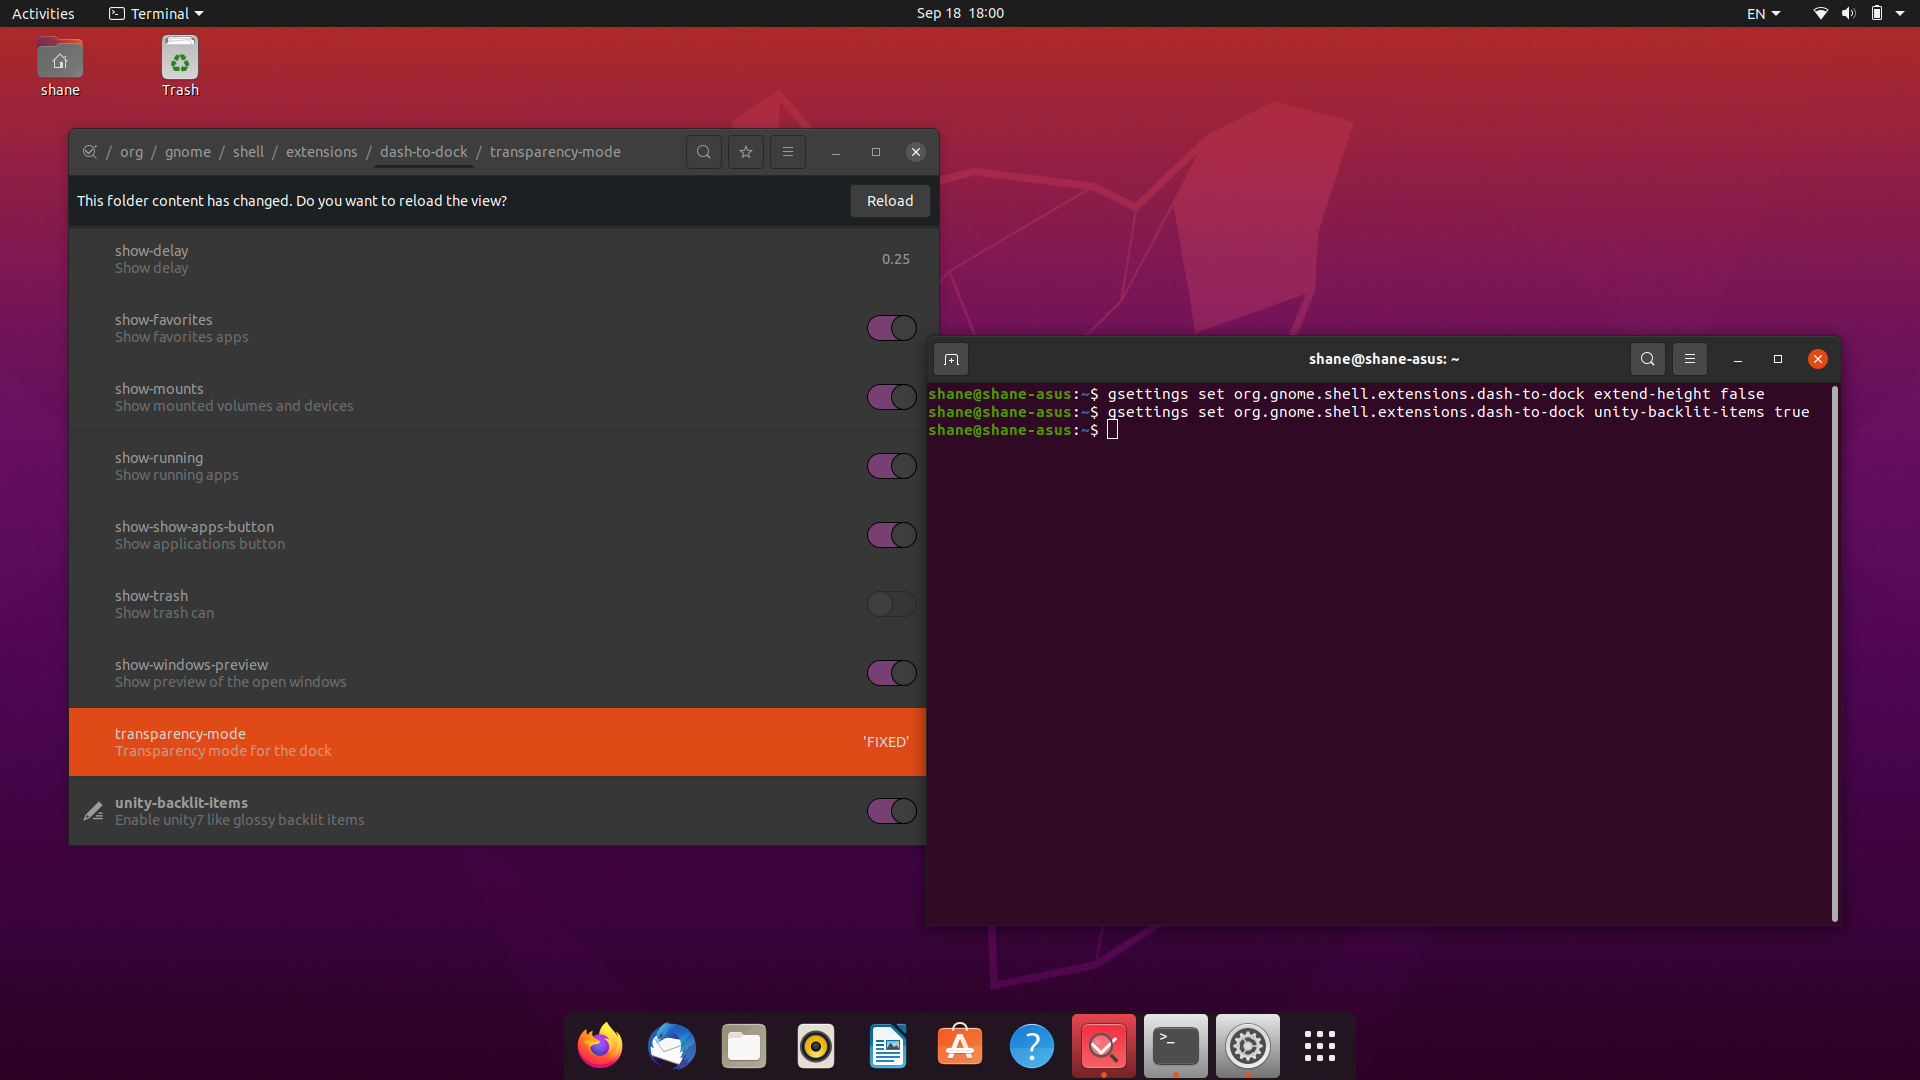 Activities Terminal Sep 18 18:00 EN
shane Trash
/ org / gnome / shell / extensions / dash-to-dock / transparency-mode
This folder content has changed. Do you want to reload the view? Reload
show-delay
Show delay
0.25
show-favorites
Show favorites apps
show-mounts
Show mounted volumes and devices
show-running
Show running apps
show-show-apps-button
Show applications button
show-trash
Show trash can
show-windows-preview
Show preview of the open windows
transparency-mode
Transparency mode for the dock
'FIXED'
unity-backlit-items
Enable unity7 like glossy backlit items
shane@shane-asus: ~
shane@shane-asus:~$ gsettings set org.gnome.shell.extensions.dash-to-dock extend-height false
shane@shane-asus:~$ gsettings set org.gnome.shell.extensions.dash-to-dock unity-backlit-items true
shane@shane-asus:~$